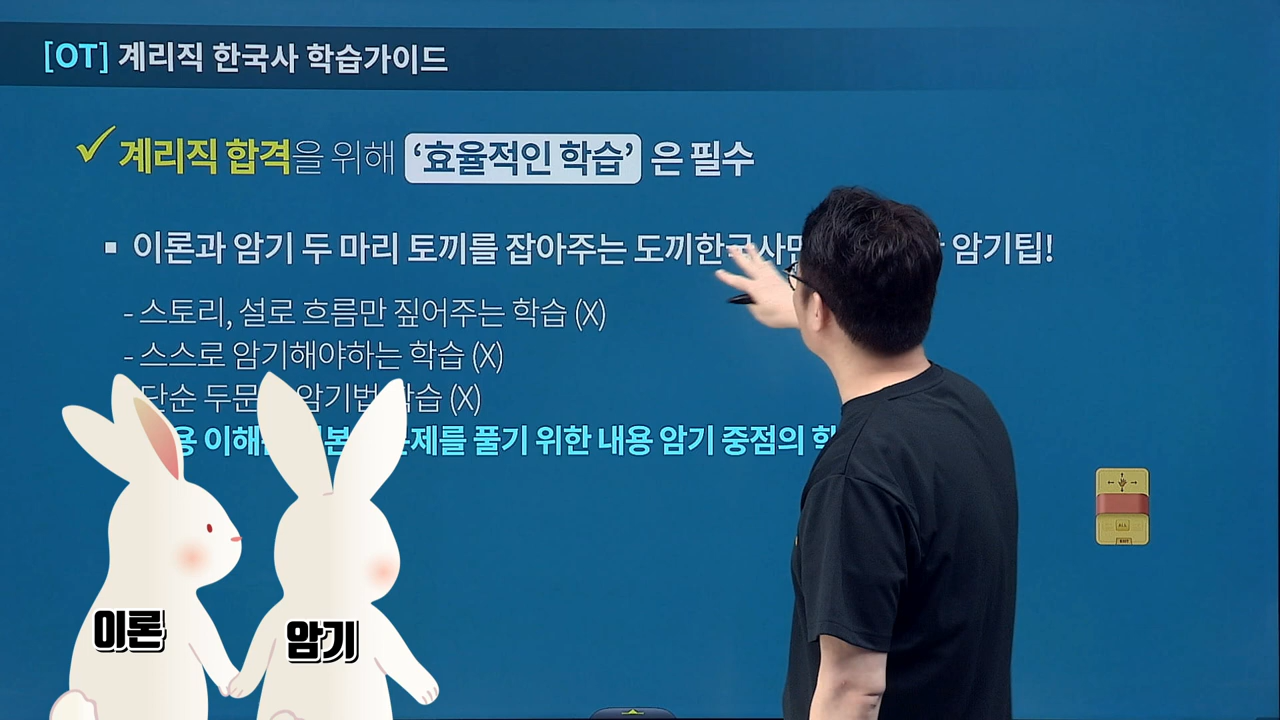 [OT] 계리직 한국사 학습가이드
계리직 합격을 위해 '효율적인 학습' 은 필수
이론과 암기 두 마리 토끼를 잡아주는 도끼한국사만 암기팁!
- 스토리, 설로 흐름만 짚어주는 학습 (X)
- 스스로 암기해야하는 학습 (X)
단순 암기법 학습 (X)
문제를 풀기 위한 내용 암기 중점의
이론
암기
ALL
EXIT